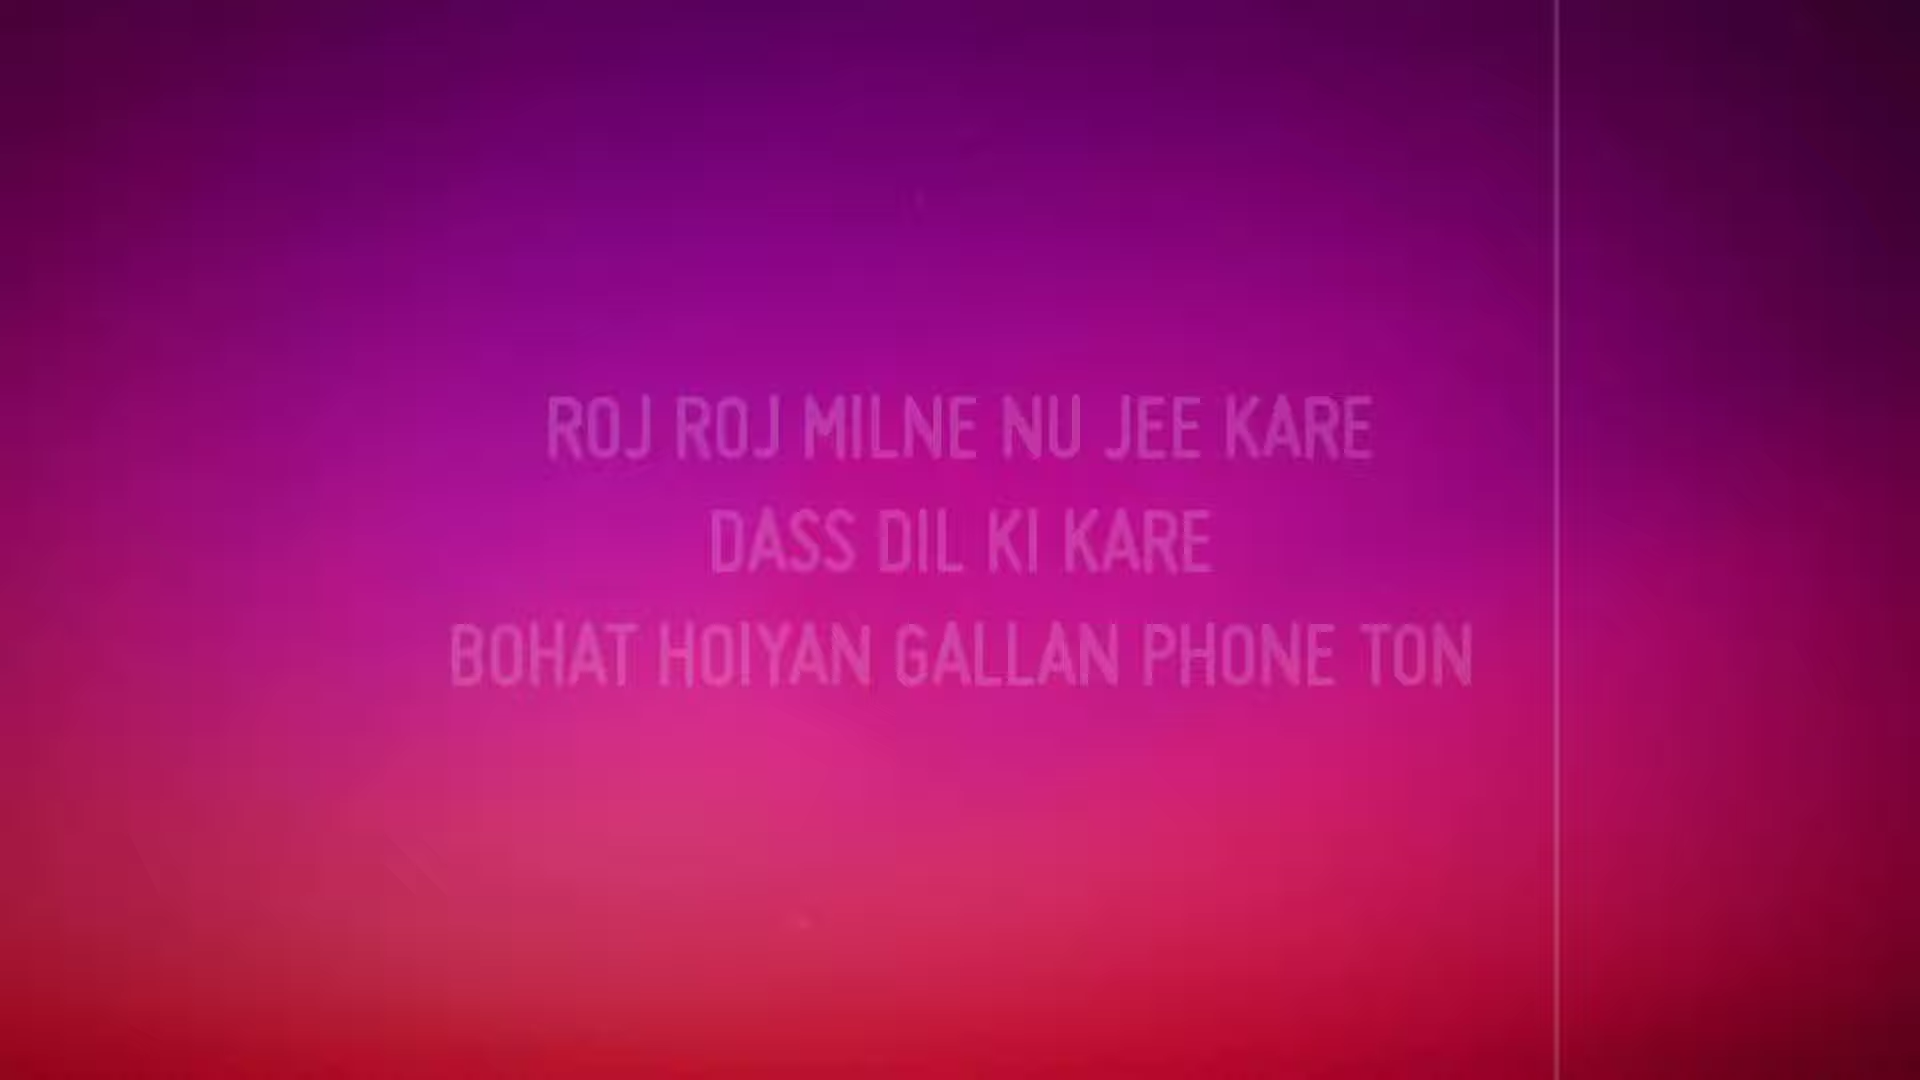 ROJ ROJ MILNE NU JEE KARE
DASS DIL KI KARE
BOHAT HOIYAN GALLAN PHONE TON